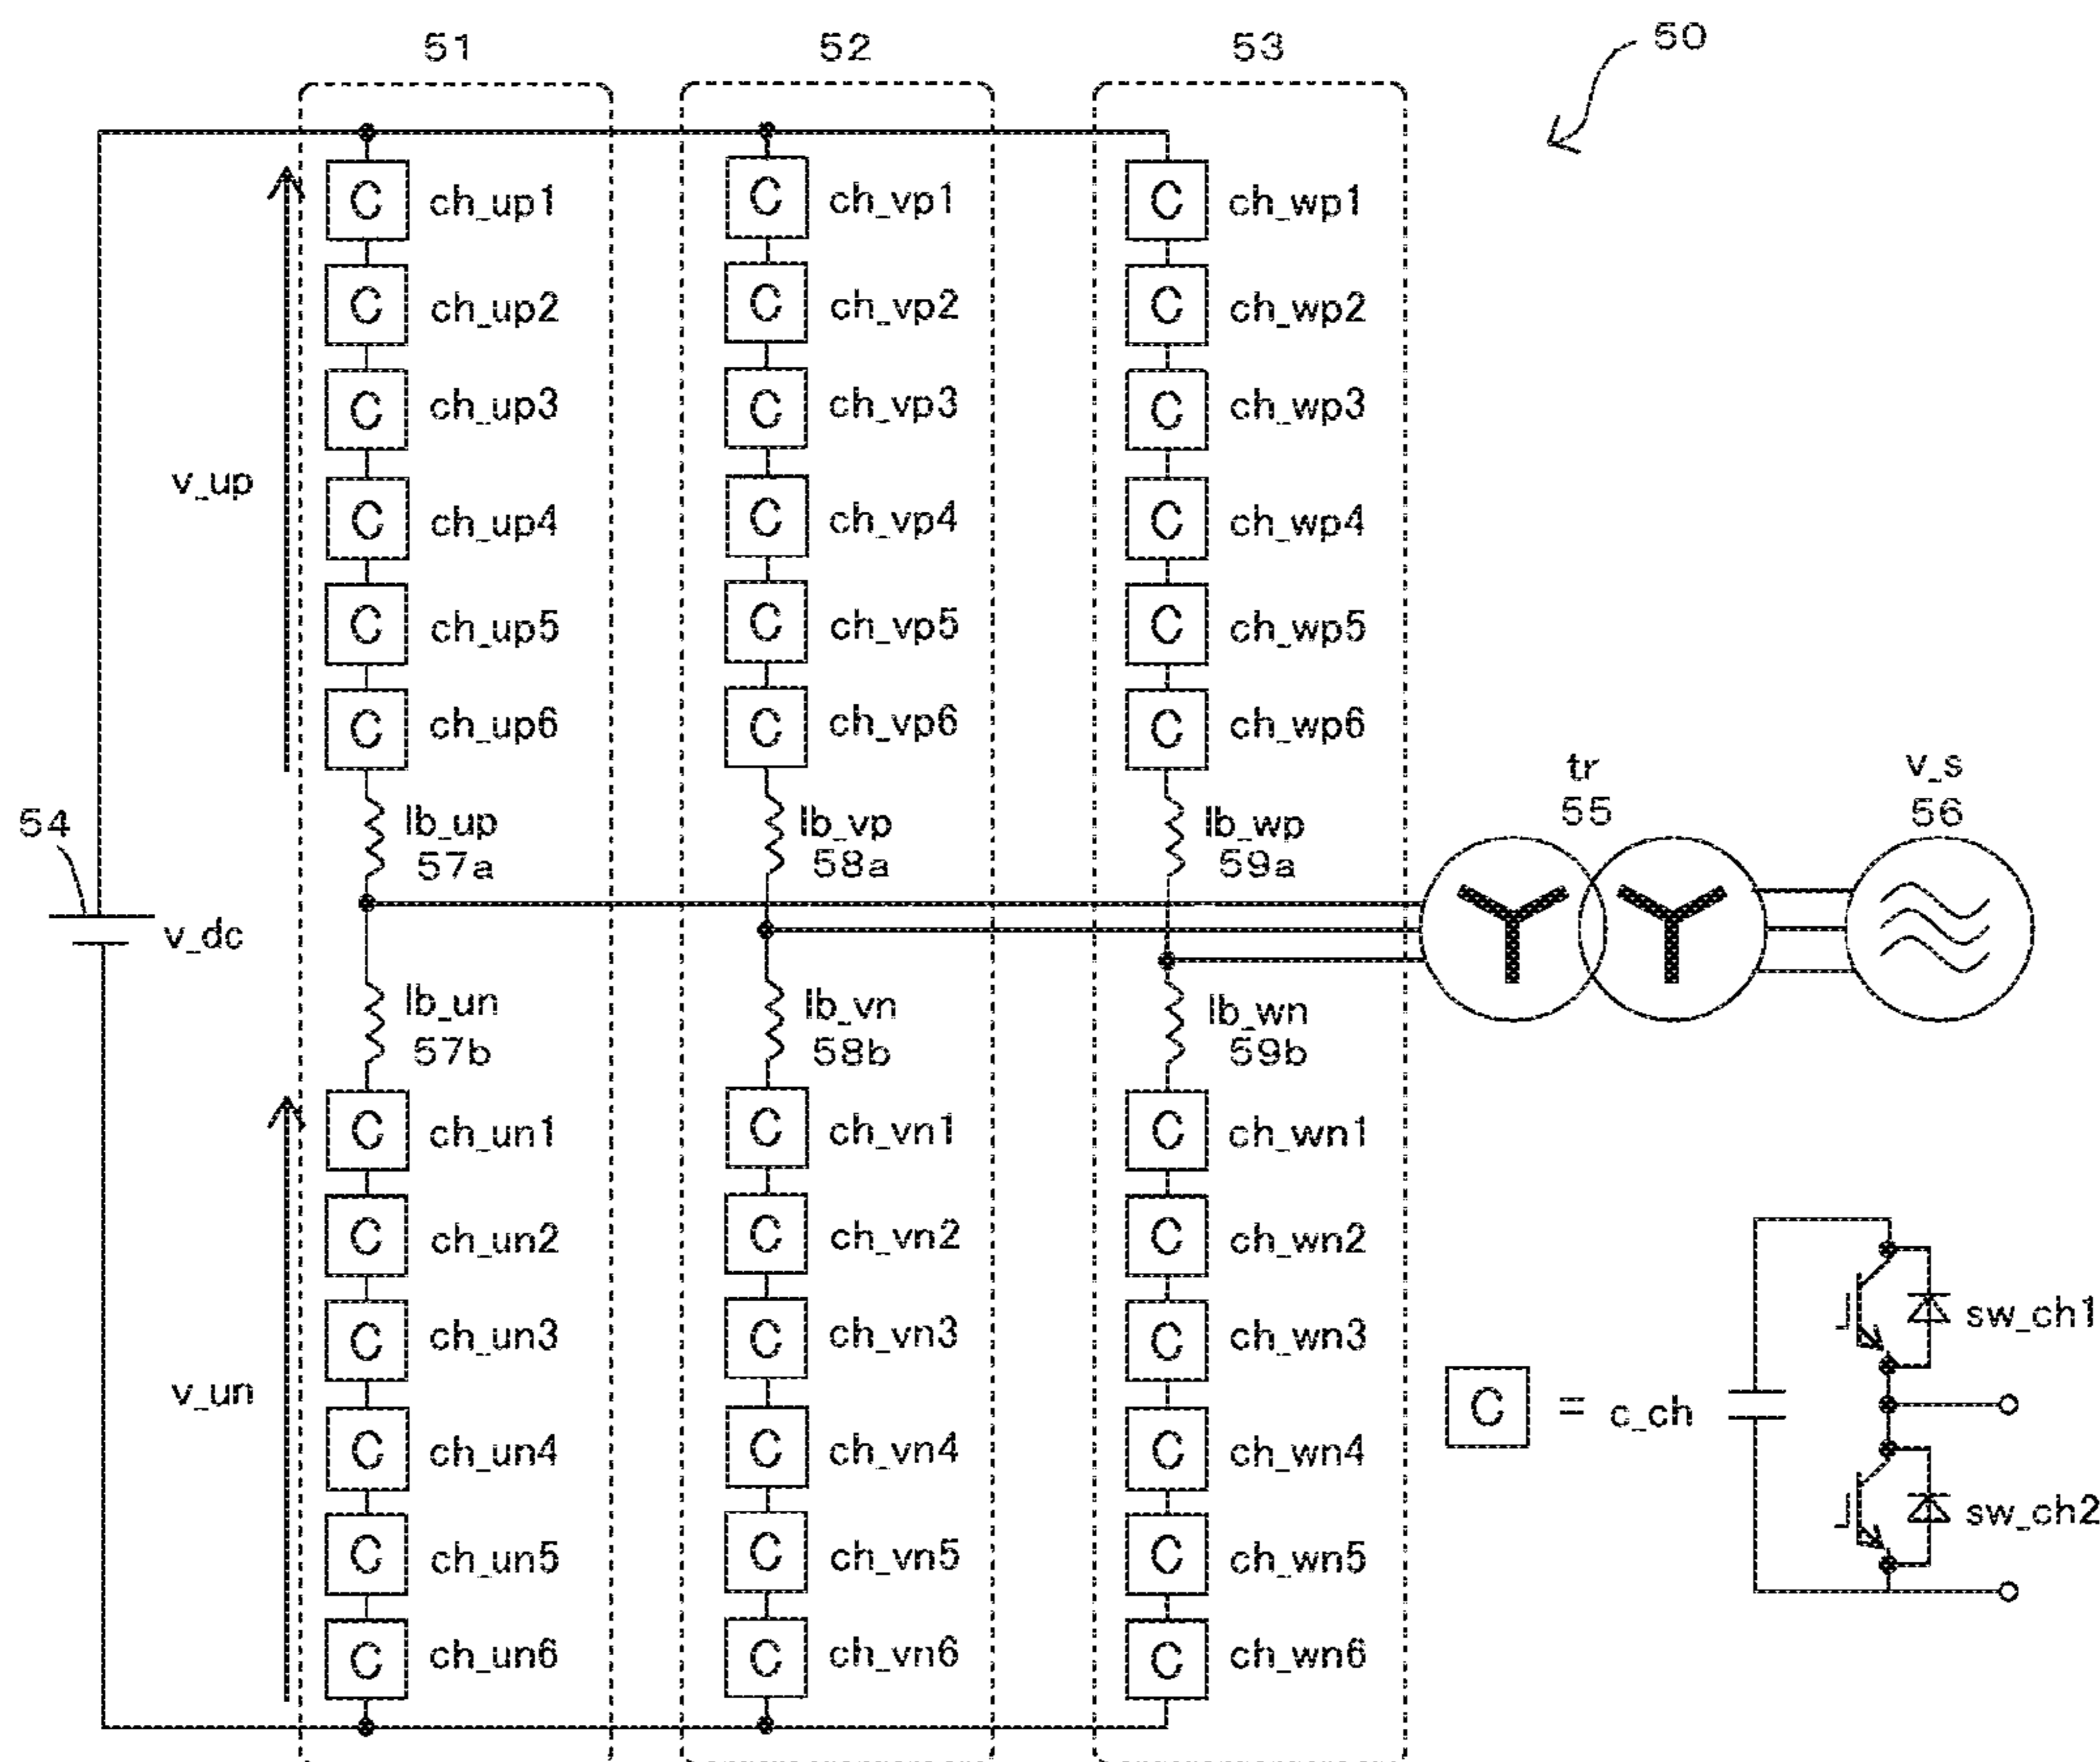 51
52
53
50
C ch_up1
C ch_vp1
C ch_wp1
C ch_up2
C ch_vp2
C ch_wp2
C ch_up3
C ch_vp3
C ch_wp3
v_up
C ch_up4
C ch_vp4
C ch_wp4
C ch_up5
C ch_vp5
C ch_wp5
C ch_up6
C ch_vp6
C ch_wp6
tr
55
v_s
56
54
lb_up
57a
lb_vp
58a
lb_wp
59a
v_dc
lb_un
57b
lb_vn
58b
lb_wn
59b
C ch_un1
C ch_vn1
C ch_wn1
C ch_un2
C ch_vn2
C ch_wn2
C ch_un3
C ch_vn3
C ch_wn3
v_un
C ch_un4
C ch_vn4
C ch_wn4
C ch_un5
C ch_vn5
C ch_wn5
C ch_un6
C ch_vn6
C ch_wn6
C = c_ch
sw_ch1
sw_ch2